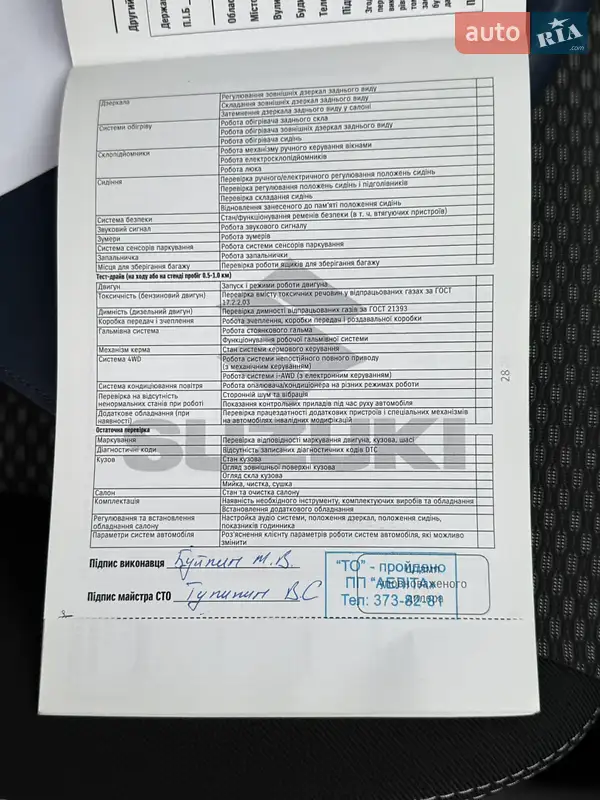 auto RIA .com
Другий
Держав
П.І.Б.
Облас
Місто
Вули
Буди
Теле
Підп
Дзеркала
Регулювання зовнішніх дзеркал заднього виду
Складання зовнішніх дзеркал заднього виду
Затемнення дзеркала заднього виду у салоні
Системи обігріву
Робота обігрівача заднього скла
Робота обігрівача зовнішніх дзеркал заднього виду
Робота обігрівача сидінь
Склопідйомники
Робота механізму ручного керування вікнами
Робота електросклопідйомників
Робота люка
Сидіння
Перевірка ручного/електричного регулювання положень сидінь
Перевірка регулювання положень сидінь і підголівників
Перевірка складання сидінь
Відновлення занесеного до пам'яті положення сидінь
Система безпеки
Стан/функціонування ременів безпеки (в т. ч. втягуючих пристроїв)
Звуковий сигнал
Робота звукового сигналу
Зумери
Робота зумерів
Система сенсорів паркування
Робота системи сенсорів паркування
Запальничка
Робота запальнички
Місця для зберігання багажу
Перевірка роботи ящиків для зберігання багажу
Тест-драйв (на ходу або на стенді пробіг 0.5-1.0 км)
Двигун
Запуск і режими роботи двигуна
Токсичність (бензиновий двигун)
Перевірка вмісту токсичних речовин у відпрацьованих газах за ГОСТ
17.2.2.03
Димність (дизельний двигун)
Перевірка димності відпрацьованих газів за ГОСТ 21393
Коробка передач і зчеплення
Робота зчеплення, коробки передач і роздавальної коробки
Гальмівна система
Робота стоянкового гальма
Функціонування робочої гальмівної системи
Механізм керма
Стан системи кермового керування
Система 4WD
Робота системи непостійного повного приводу
(з механічним керуванням)
Робота системи i-AWD (з електронним керуванням)
Система кондиціювання повітря
Робота опалювача/кондиціонера на різних режимах роботи
Перевірка на відсутність
ненормальних станів при роботі
Сторонній шум та вібрація
Показання контрольних приладів під час руху автомобіля
Додаткове обладнання (при
наявності)
Перевірка працездатності додаткових пристроїв і спеціальних механізмів
на автомобілях інвалідних модифікацій
Остаточна перевірка
Маркування
Перевірка відповідності маркування двигуна, кузова, шасі
Діагностичні коди
Відсутність записаних діагностичних кодів DTC
Кузов
Стан кузова
Огляд зовнішньої поверхні кузова
Огляд скла кузова
Мийка, чистка, сушка
Салон
Стан та очистка салону
Комплектація
Наявність необхідного інструменту, комплектуючих виробів та обладнання
Встановлення додаткового обладнання
Регулювання та встановлення
обладнання салону
Настройка аудіо системи, положення дзеркал, положення сидінь,
показників годинника
Параметри систем автомобіля
Роз'яснення клієнту параметрів роботи систем автомобіля, які можливо
змінити
SUZUKI
28
Підпис виконавця
Підпис майстра СТО
"ТО" - пройдено
ПП "АЕЛІТА"
Тел: 373-82-81
уповноваженого
дилера